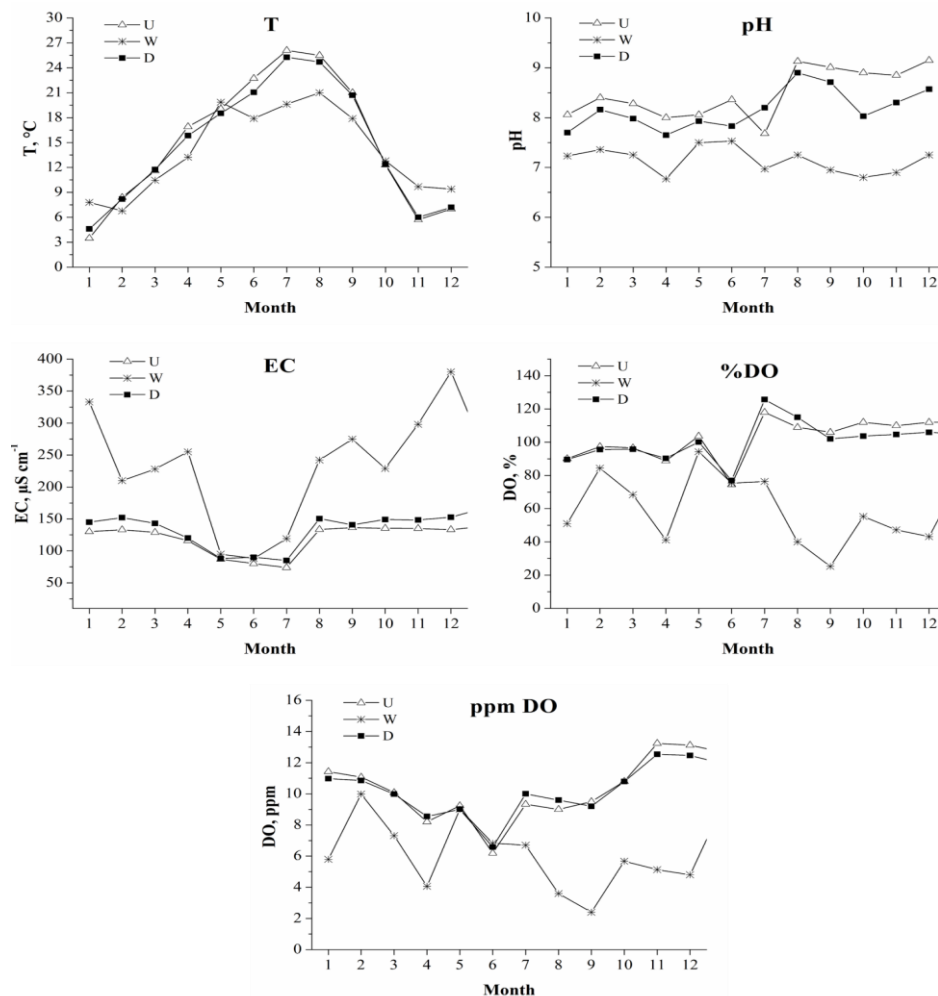 T
U
W
D
T, °C
30
27
24
21
18
15
12
9
6
3
0
1 2 3 4 5 6 7 8 9 10 11 12
Month
pH
U
W
D
pH
10
9
8
7
6
5
1 2 3 4 5 6 7 8 9 10 11 12
Month
EC
U
W
D
EC, µS cm⁻¹
400
350
300
250
200
150
100
50
1 2 3 4 5 6 7 8 9 10 11 12
Month
%DO
U
W
D
DO, %
120
100
80
60
40
20
0
1 2 3 4 5 6 7 8 9 10 11 12
Month
ppm DO
U
W
D
DO, ppm
16
14
12
10
8
6
4
2
0
1 2 3 4 5 6 7 8 9 10 11 12
Month